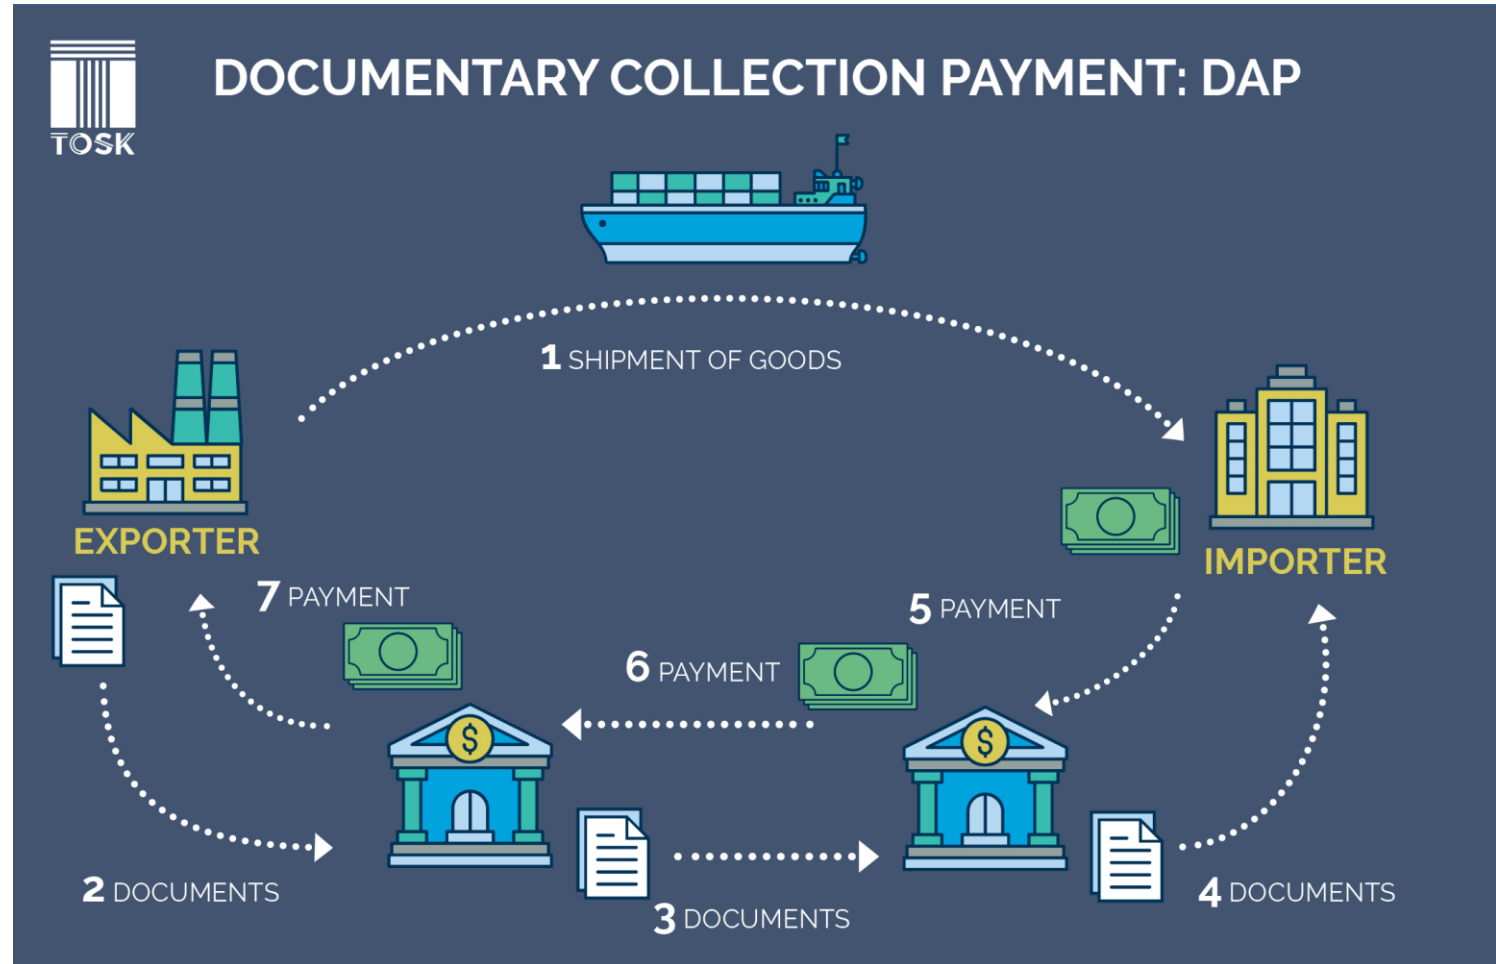 TOSK
DOCUMENTARY COLLECTION PAYMENT: DAP
1 SHIPMENT OF GOODS
EXPORTER
IMPORTER
7 PAYMENT
5 PAYMENT
6 PAYMENT
$
$
2 DOCUMENTS
3 DOCUMENTS
4 DOCUMENTS